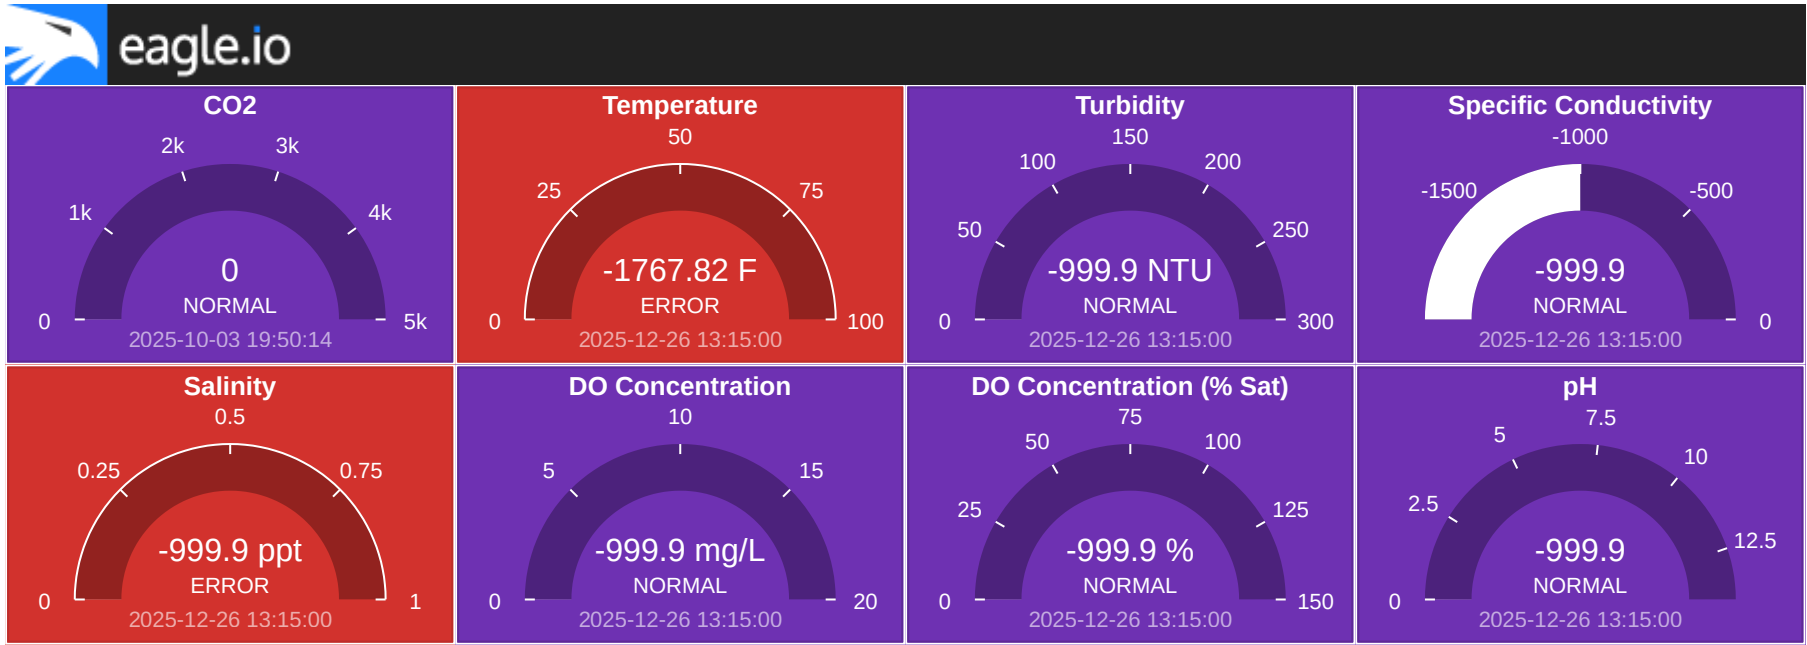 eagle.io
CO2
2k 3k
1k 4k
0
NORMAL
0 5k
2025-10-03 19:50:14
Temperature
50
25 75
-1767.82 F
ERROR
0 100
2025-12-26 13:15:00
Turbidity
150
100 200
50 250
-999.9 NTU
NORMAL
0 300
2025-12-26 13:15:00
Specific Conductivity
-1000
-1500 -500
-999.9
NORMAL
0
2025-12-26 13:15:00
Salinity
0.5
0.25 0.75
-999.9 ppt
ERROR
0 1
2025-12-26 13:15:00
DO Concentration
10
5 15
-999.9 mg/L
NORMAL
0 20
2025-12-26 13:15:00
DO Concentration (% Sat)
75
50 100
25 125
-999.9 %
NORMAL
0 150
2025-12-26 13:15:00
pH
7.5
5 10
2.5 12.5
-999.9
NORMAL
0
2025-12-26 13:15:00